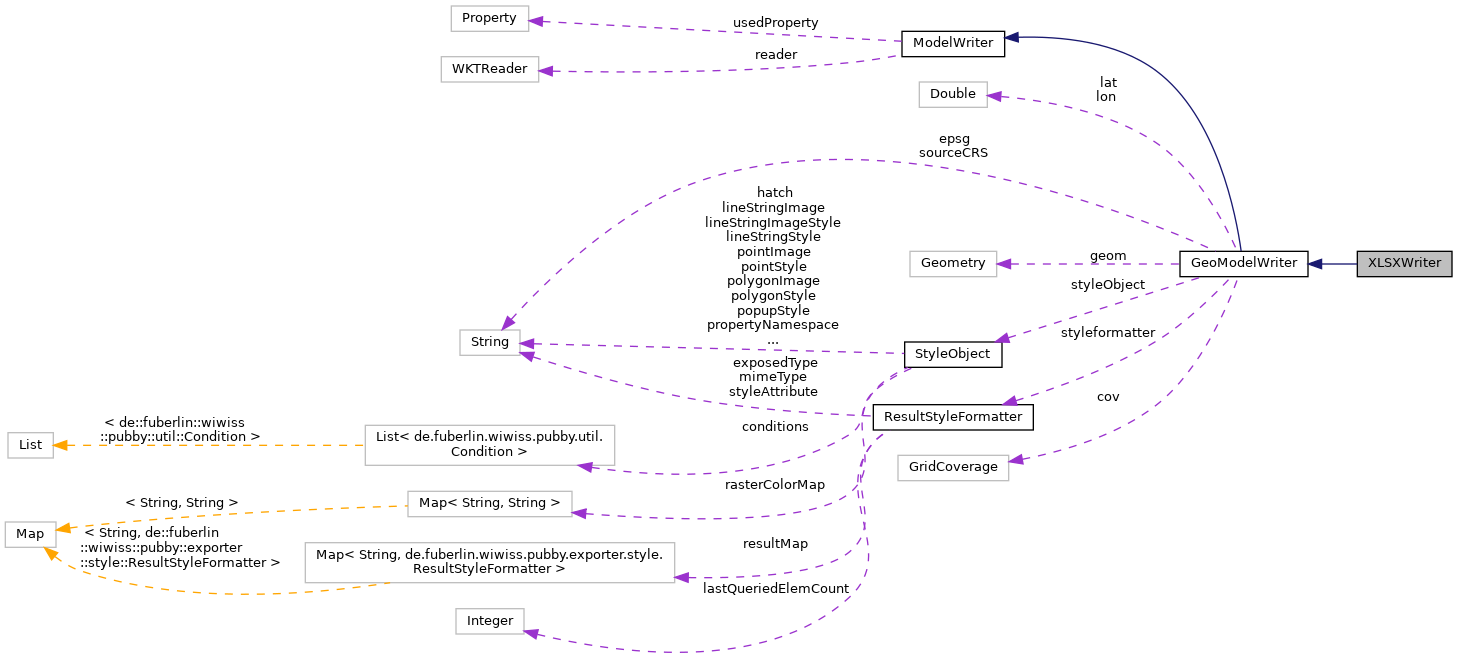 Property
usedProperty
ModelWriter
WKTReader
reader
Double
lat
lon
epsg
sourceCRS
hatch
lineStringImage
lineStringImageStyle
lineStringStyle
pointImage
pointStyle
polygonImage
polygonStyle
popupStyle
propertyNamespace
...
Geometry
geom
GeoModelWriter
XLSXWriter
styleObject
String
StyleObject
styleformatter
exposedType
mimeType
styleAttribute
cov
ResultStyleFormatter
conditions
List
< de::fuberlin::wiwiss
::pubby::util::Condition >
List< de.fuberlin.wiwiss.pubby.util.
Condition >
GridCoverage
rasterColorMap
< String, String >
Map< String, String >
Map
< String, de::fuberlin
::wiwiss::pubby::exporter
::style::ResultStyleFormatter >
Map< String, de.fuberlin.wiwiss.pubby.exporter.style.
ResultStyleFormatter >
resultMap
lastQueriedElemCount
Integer